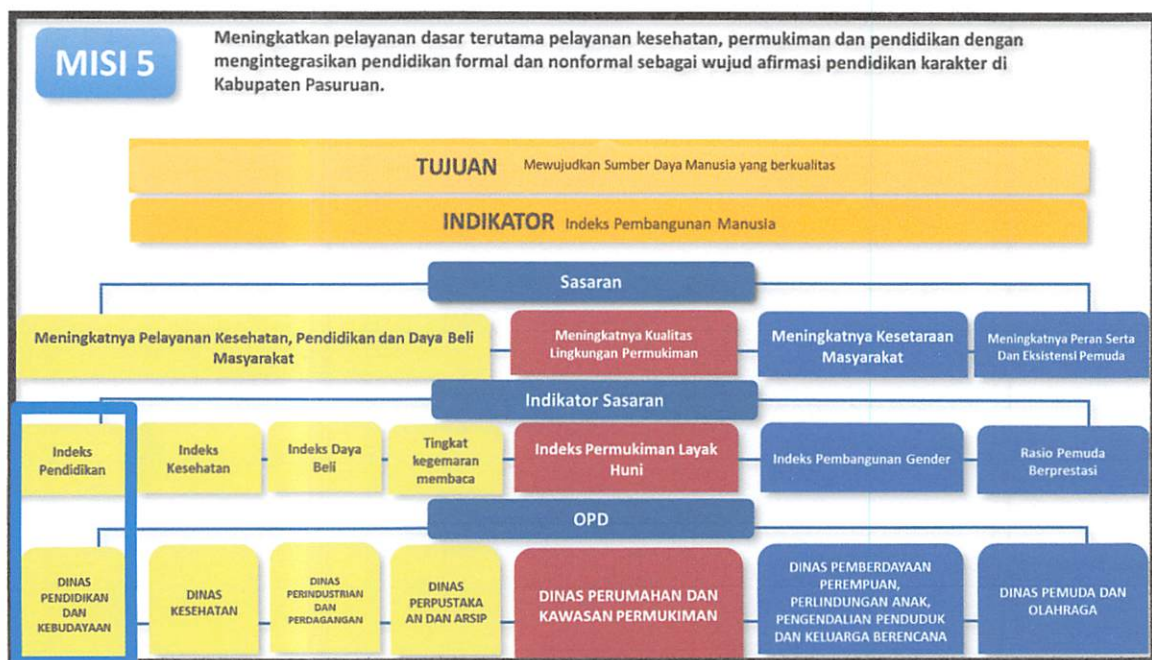 MISI 5
Meningkatkan pelayanan dasar terutama pelayanan kesehatan, permukiman dan pendidikan dengan
mengintegrasikan pendidikan formal dan nonformal sebagai wujud afirmasi pendidikan karakter di
Kabupaten Pasuruan.
TUJUAN Mewujudkan Sumber Daya Manusia yang berkualitas
INDIKATOR Indeks Pembangunan Manusia
Sasaran
Meningkatnya Pelayanan Kesehatan, Pendidikan dan Daya Beli
Masyarakat
Meningkatnya Kualitas
Lingkungan Permukiman
Meningkatnya Kesetaraan
Masyarakat
Meningkatnya Peran Serta
Dan Eksistensi Pemuda
Indikator Sasaran
Indeks
Pendidikan
Indeks
Kesehatan
Indeks Daya
Beli
Tingkat
kegemaran
membaca
Indeks Permukiman Layak
Huni
Indeks Pembangunan Gender
Rasio Pemuda
Berprestasi
OPD
DINAS
PENDIDIKAN
DAN
KEBUDAYAAN
DINAS
KESEHATAN
DINAS
PERINDUSTRIAN
DAN
PERDAGANGAN
DINAS
PERPUSTAKA
AN DAN ARSIP
DINAS PERUMAHAN DAN
KAWASAN PERMUKIMAN
DINAS PEMBERDAYAAN
PEREMPUAN,
PERLINDUNGAN ANAK,
PENGENDALIAN PENDUDUK
DAN KELUARGA BERENCANA
DINAS PEMUDA DAN
OLAHRAGA